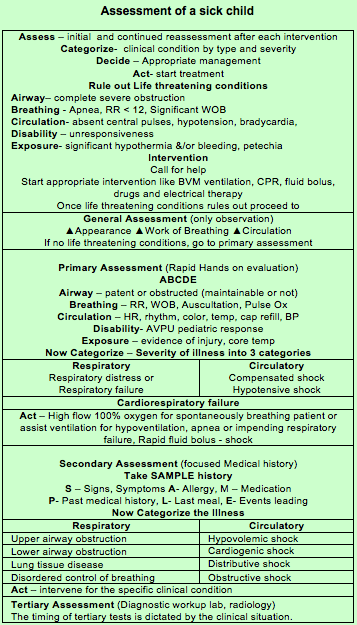 Assessment of a sick child
Assess – initial and continued reassessment after each intervention
Categorize- clinical condition by type and severity
Decide – Appropriate management
Act- start treatment
Rule out Life threatening conditions
Airway– complete severe obstruction
Breathing - Apnea, RR < 12, Significant WOB
Circulation- absent central pulses, hypotension, bradycardia,
Disability – unresponsiveness
Exposure- significant hypothermia &/or bleeding, petechia
Intervention
Call for help
Start appropriate intervention like BVM ventilation, CPR, fluid bolus,
drugs and electrical therapy
Once life threatening conditions rules out proceed to
General Assessment (only observation)
▲Appearance ▲Work of Breathing ▲Circulation
If no life threatening conditions, go to primary assessment
Primary Assessment (Rapid Hands on evaluation)
ABCDE
Airway – patent or obstructed (maintainable or not)
Breathing – RR, WOB, Auscultation, Pulse Ox
Circulation – HR, rhythm, color, temp, cap refill, BP
Disability- AVPU pediatric response
Exposure – evidence of injury, core temp
Now Categorize – Severity of illness into 3 categories
Respiratory Circulatory
Respiratory distress or Compensated shock
Respiratory failure Hypotensive shock
Cardiorespiratory failure
Act – High flow 100% oxygen for spontaneously breathing patient or
assist ventilation for hypoventilation, apnea or impending respiratory
failure, Rapid fluid bolus - shock
Secondary Assessment (focused Medical history)
Take SAMPLE history
S – Signs, Symptoms A- Allergy, M – Medication
P- Past medical history, L- Last meal, E- Events leading
Now Categorize the Illness
Respiratory Circulatory
Upper airway obstruction Hypovolemic shock
Lower airway obstruction Cardiogenic shock
Lung tissue disease Distributive shock
Disordered control of breathing Obstructive shock
Act – intervene for the specific clinical condition
Tertiary Assessment (Diagnostic workup lab, radiology)
The timing of tertiary tests is dictated by the clinical situation.